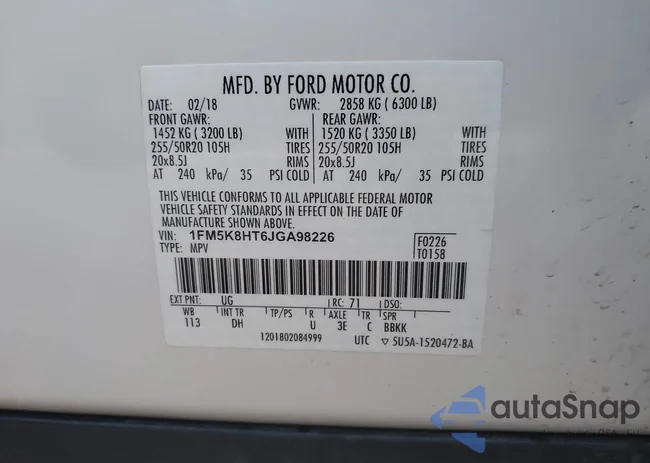 MFD. BY FORD MOTOR CO.
DATE: 02/18 GVWR: 2858 KG ( 6300 LB)
FRONT GAWR: REAR GAWR:
1452 KG ( 3200 LB) WITH 1520 KG ( 3350 LB) WITH
255/50R20 105H TIRES 255/50R20 105H TIRES
20x8.5J RIMS 20x8.5J RIMS
AT 240 kPa/ 35 PSI COLD AT 240 kPa/ 35 PSI COLD
THIS VEHICLE CONFORMS TO ALL APPLICABLE FEDERAL MOTOR
VEHICLE SAFETY STANDARDS IN EFFECT ON THE DATE OF
MANUFACTURE SHOWN ABOVE.
VIN: 1FM5K8HT6JGA98226 F0226
TYPE: MPV T0158
EXT PNT: UG RC: 71 DSO:
WB INT TR TP/PS R AXLE TR SPR
113 DH U 3E C BBKK
1201802084999 UTC ▽ 5U5A-1520472-BA
autoSnap